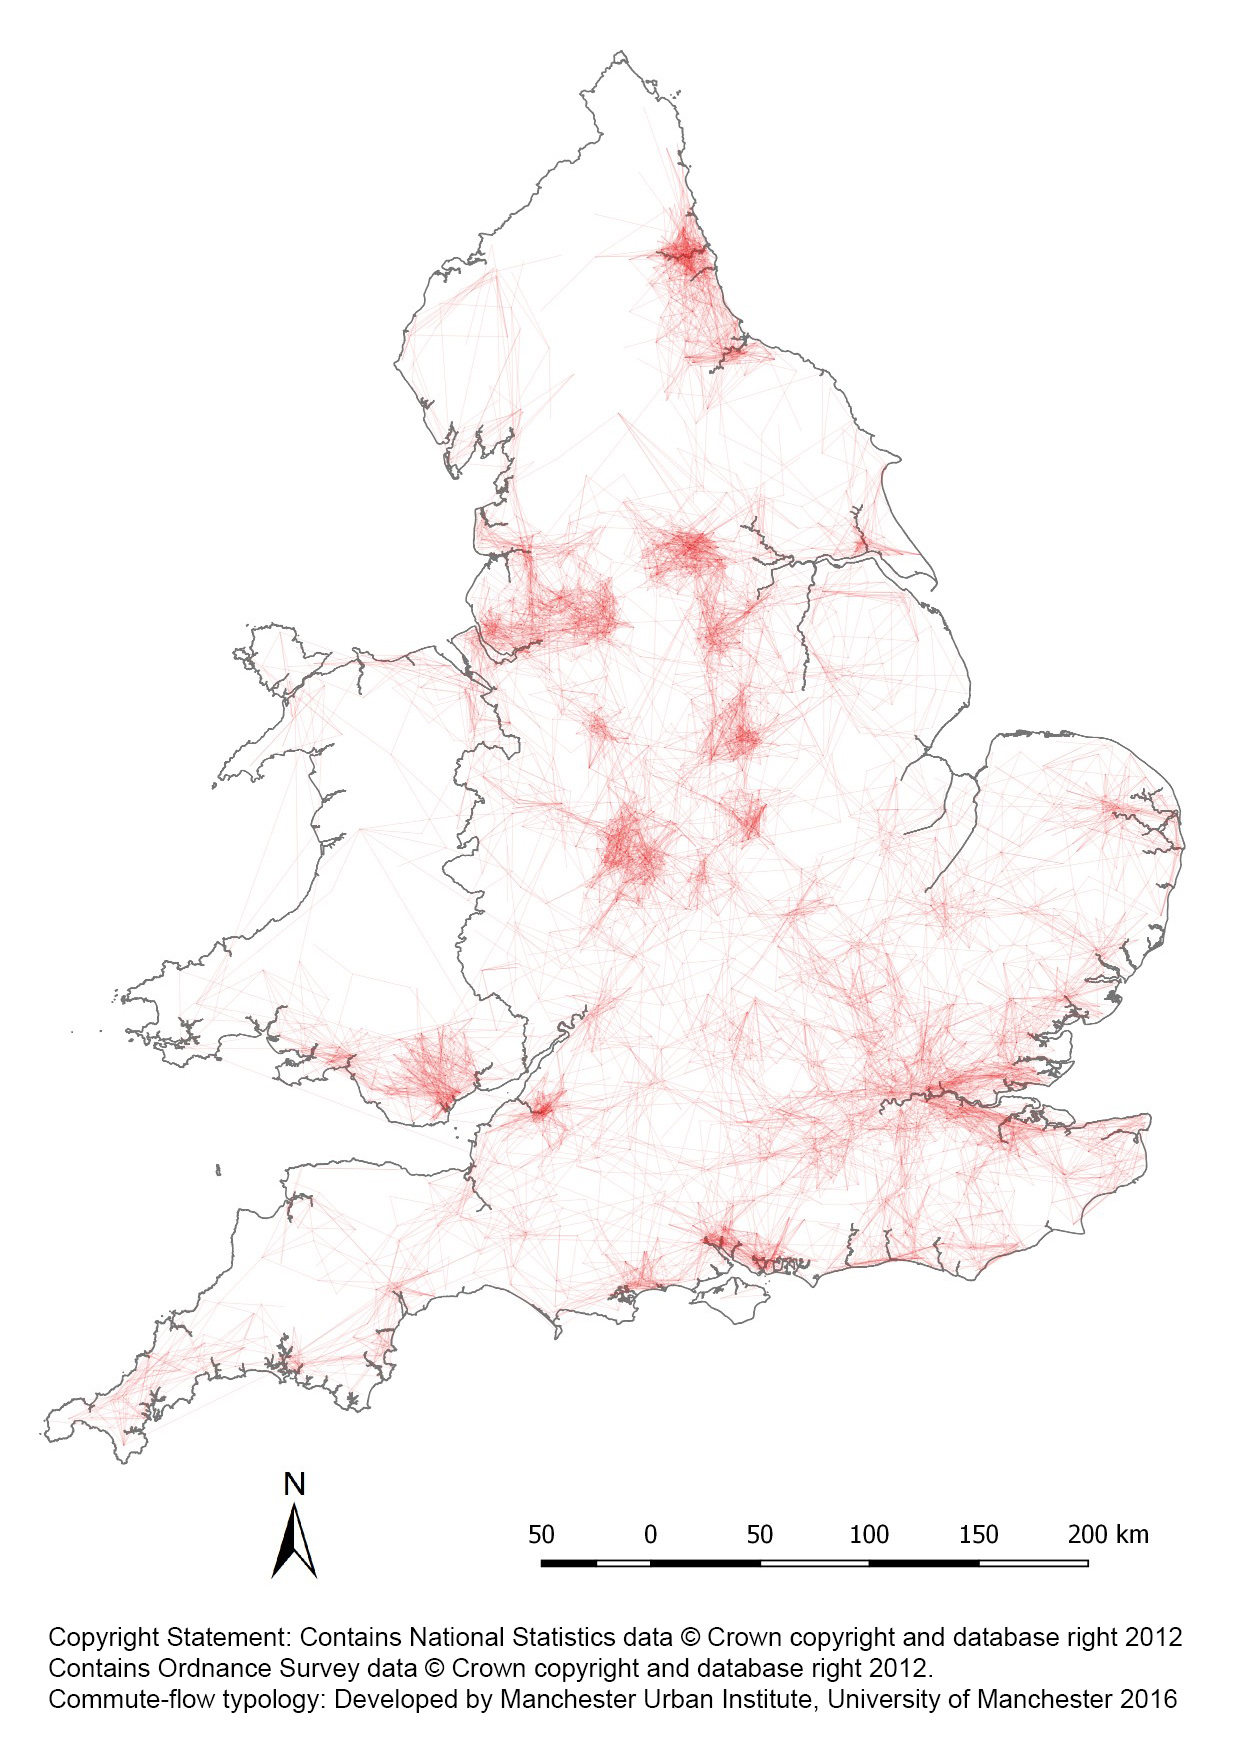 N
50 0 50 100 150 200 km
Copyright Statement: Contains National Statistics data © Crown copyright and database right 2012
Contains Ordnance Survey data © Crown copyright and database right 2012.
Commute-flow typology: Developed by Manchester Urban Institute, University of Manchester 2016